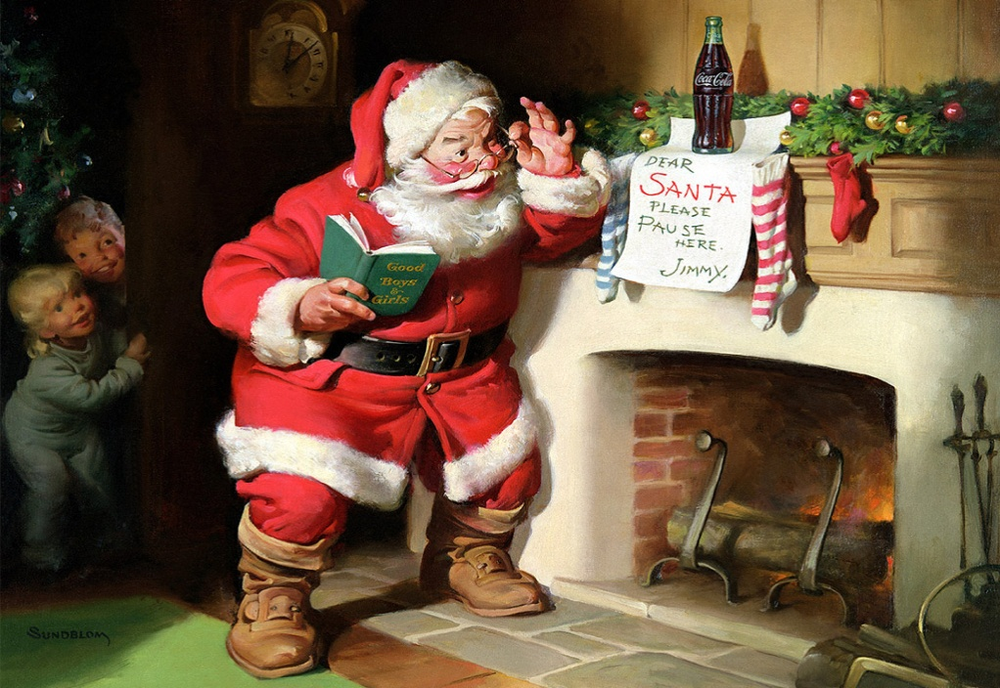 Coca-Cola
DEAR
SANTA
PLEASE
PAUSE
HERE.
JIMMY.
Good
Boys
&
Girls
SUNDBLOM